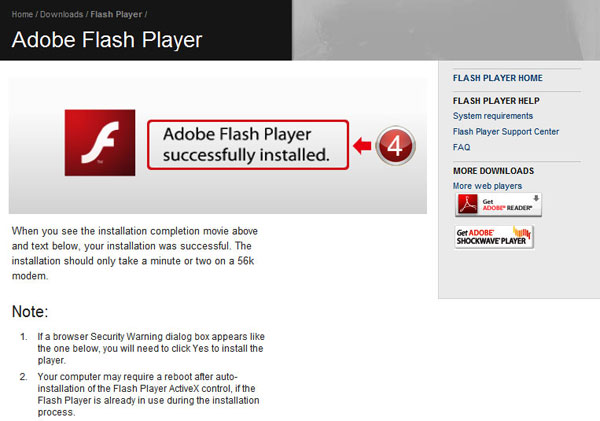 Home / Downloads / Flash Player /
Adobe Flash Player
Adobe Flash Player
successfully installed.
4
When you see the installation completion movie above
and text below, your installation was successful. The
installation should only take a minute or two on a 56k
modem.
Note:
1. If a browser Security Warning dialog box appears like
the one below, you will need to click Yes to install the
player.
2. Your computer may require a reboot after auto-
installation of the Flash Player ActiveX control, if the
Flash Player is already in use during the installation
process.
FLASH PLAYER HOME
FLASH PLAYER HELP
System requirements
Flash Player Support Center
FAQ
MORE DOWNLOADS
More web players
Get
ADOBE® READER®
Get ADOBE®
SHOCKWAVE® PLAYER